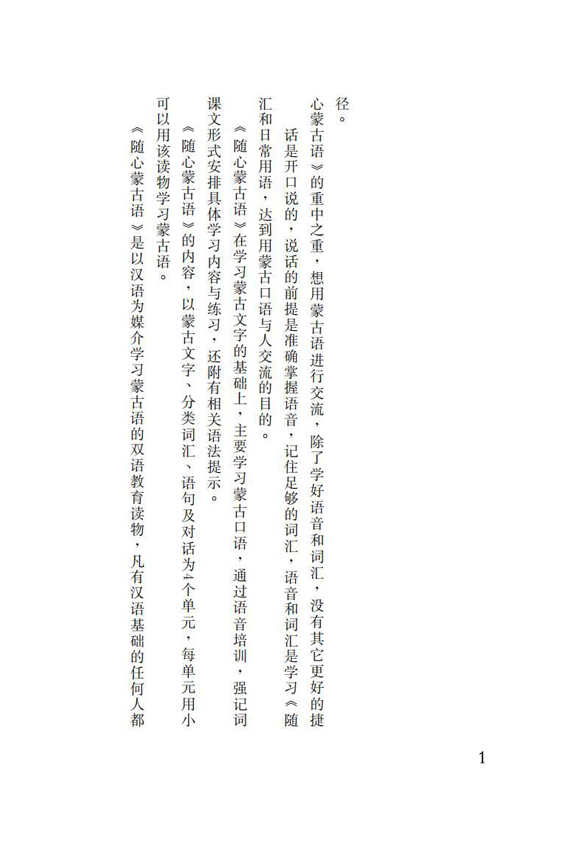 《随心蒙古语》是以汉语为媒介学习蒙古语的双语教育读物，凡有汉语基础的任何人都
可以用该读物学习蒙古语。
《随心蒙古语》的内容，以蒙古文字、分类词汇、语句及对话为4个单元，每单元用小
课文形式安排具体学习内容与练习，还附有相关语法提示。
《随心蒙古语》在学习蒙古文字的基础上，主要学习蒙古口语，通过语音培训，强记词
汇和日常用语，达到用蒙古口语与人交流的目的。
话是开口说的，说话的前提是准确掌握语音，记住足够的词汇，语音和词汇是学习《随
心蒙古语》的重中之重，想用蒙古语进行交流，除了学好语音和词汇，没有其它更好的捷
径。
1